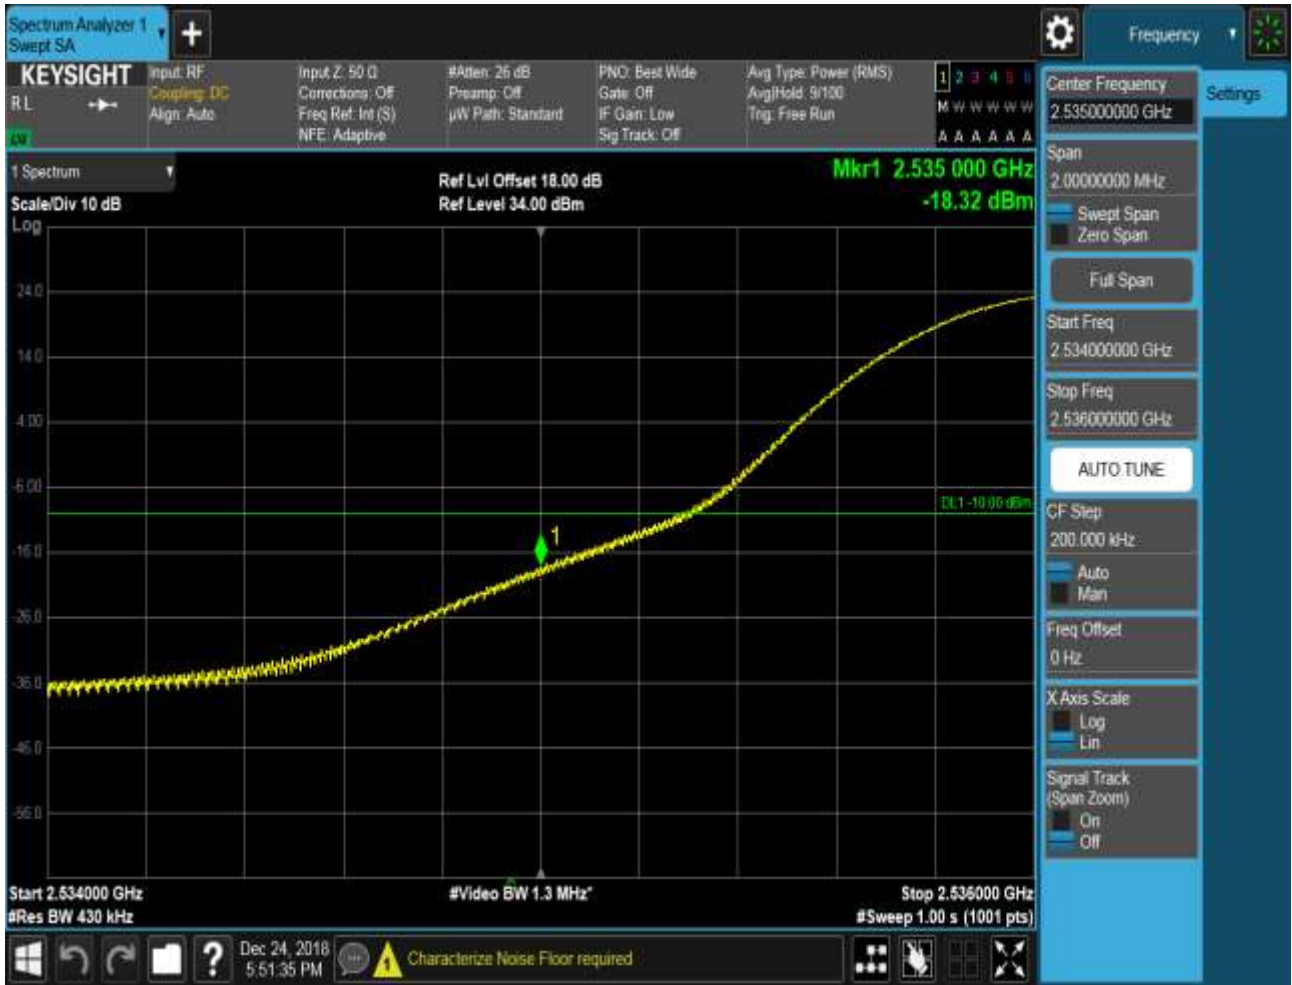 Spectrum Analyzer 1
Swept SA
Frequency
KEYSIGHT
RL
Input: RF
Coupling: DC
Align: Auto
Input Z: 50 Ω
Corrections: Off
Freq Ref: Int (S)
NFE: Adaptive
#Atten: 26 dB
Preamp: Off
µW Path: Standard
PNO: Best Wide
Gate: Off
IF Gain: Low
Sig Track: Off
Avg Type: Power (RMS)
Avg|Hold: 9/100
Trig: Free Run
1 2 3 4 5 6
M W W W W W
A A A A A A
1 Spectrum
Scale/Div 10 dB
Log
Ref Lvl Offset 18.00 dB
Ref Level 34.00 dBm
Mkr1 2.535 000 GHz
-18.32 dBm
24.0
14.0
4.00
-6.00
-16.0
-26.0
-36.0
-46.0
-56.0
DL1 -10.00 dBm
1
Start 2.534000 GHz
#Res BW 430 kHz
#Video BW 1.3 MHz*
Stop 2.536000 GHz
#Sweep 1.00 s (1001 pts)
Center Frequency
2.535000000 GHz
Settings
Span
2.00000000 MHz
Swept Span
Zero Span
Full Span
Start Freq
2.534000000 GHz
Stop Freq
2.536000000 GHz
AUTO TUNE
CF Step
200.000 kHz
Auto
Man
Freq Offset
0 Hz
X Axis Scale
Log
Lin
Signal Track
(Span Zoom)
On
Off
?
Dec 24, 2018
5:51:35 PM
Characterize Noise Floor required